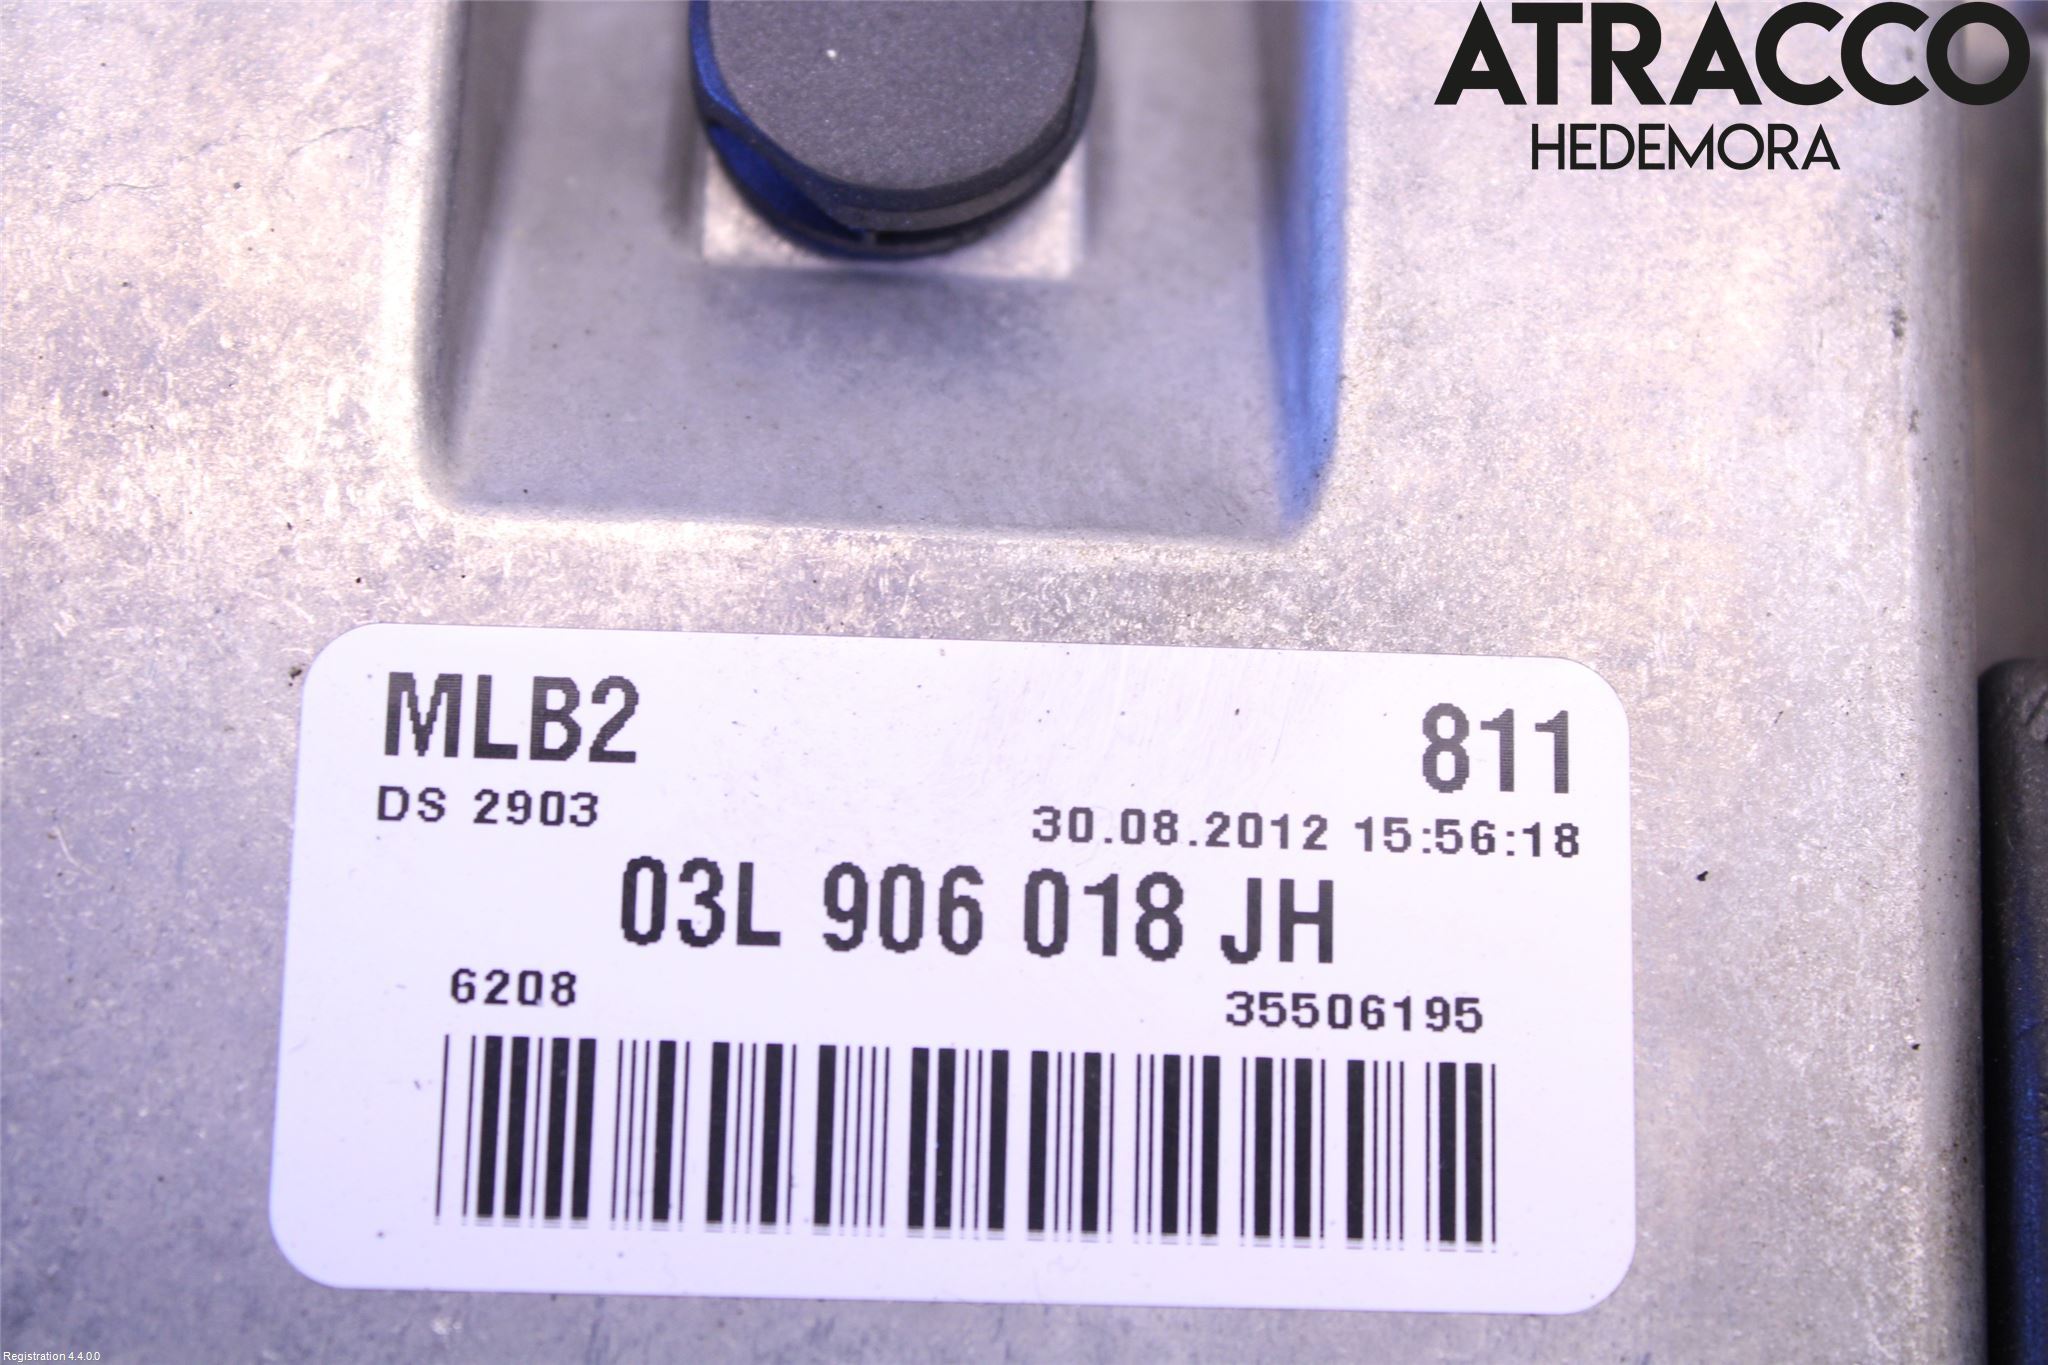 ATRACCO
HEDEMORA
MLB2 811
DS 2903
30.08.2012 15:56:18
03L 906 018 JH
6208 35506195
Registration 4.4.0.0